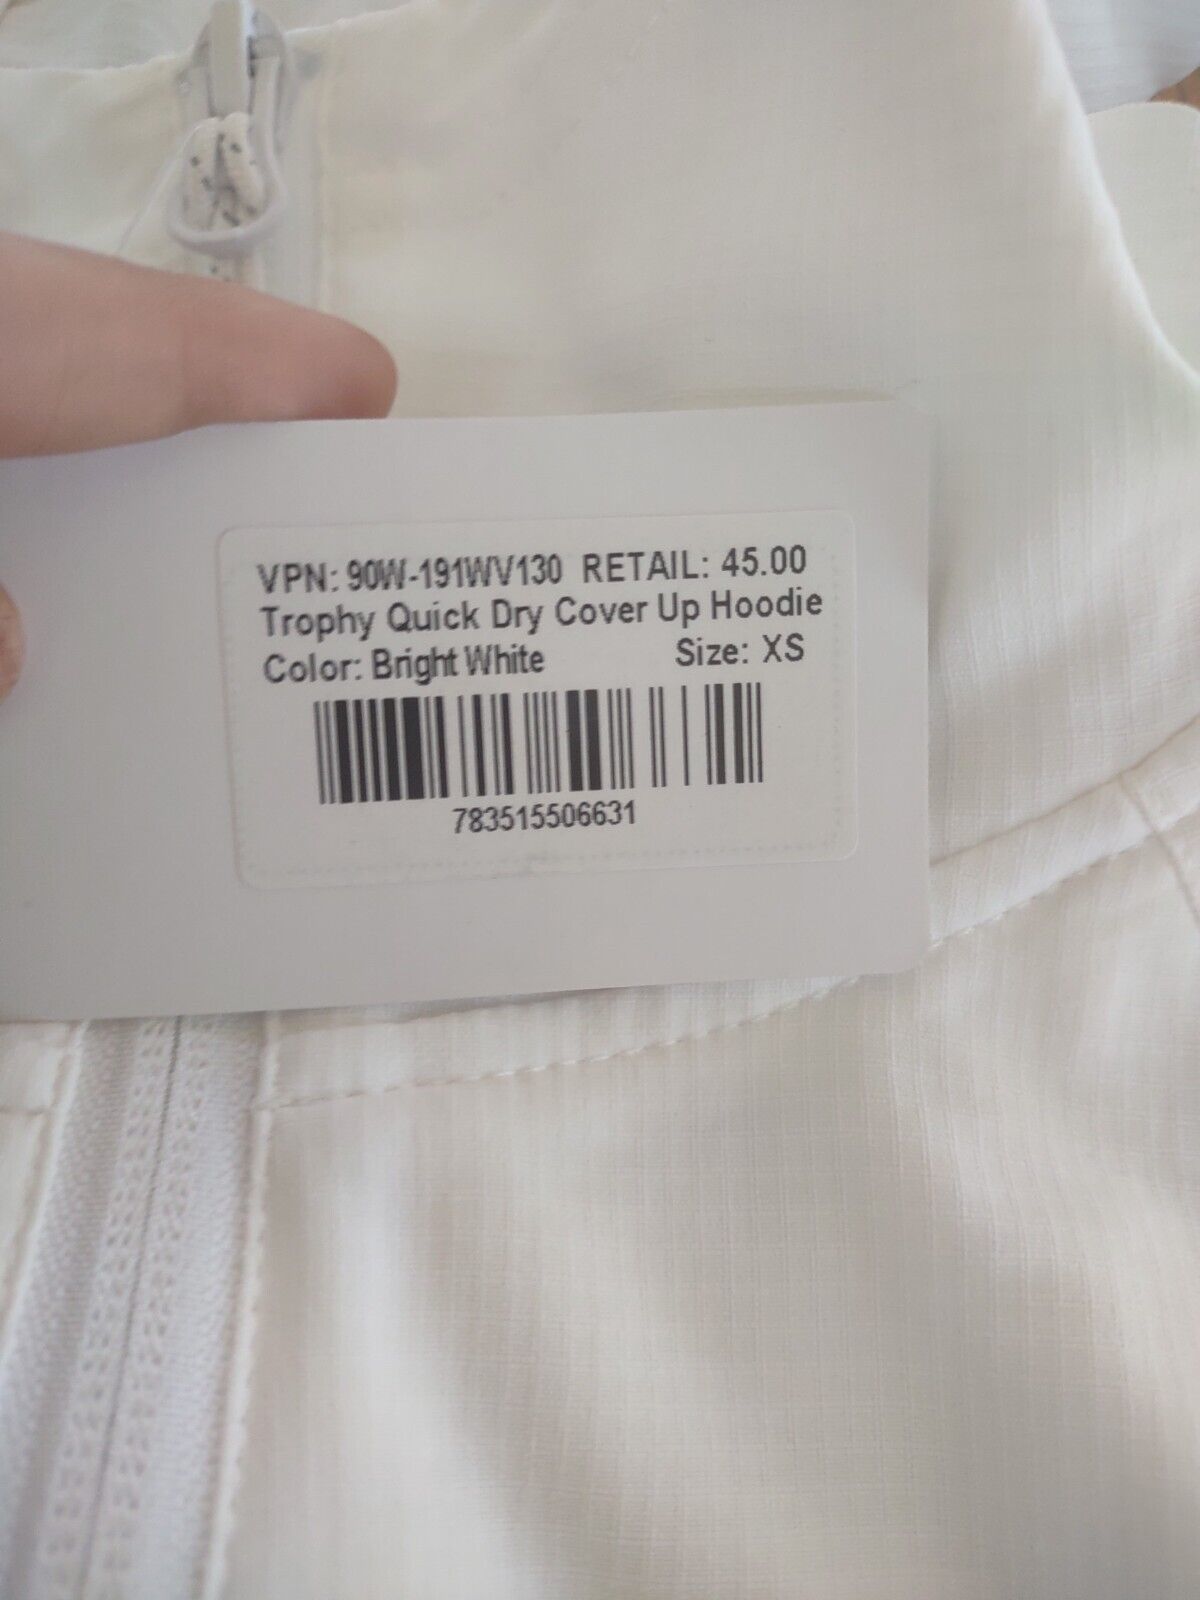 VPN: 90W-191WV130 RETAIL: 45.00
Trophy Quick Dry Cover Up Hoodie
Color: Bright White Size: XS
783515506631